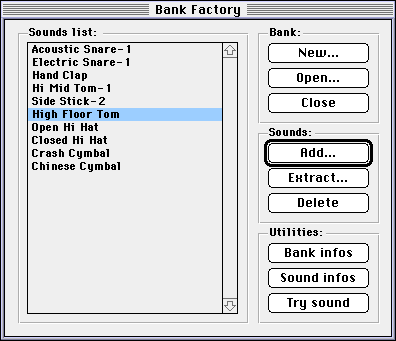 Bank Factory
Sounds list:
Acoustic Snare-1
Electric Snare-1
Hand Clap
Hi Mid Tom-1
Side Stick-2
High Floor Tom
Open Hi Hat
Closed Hi Hat
Crash Cymbal
Chinese Cymbal
Bank:
New...
Open...
Close
Sounds:
Add...
Extract...
Delete
Utilities:
Bank infos
Sound infos
Try sound